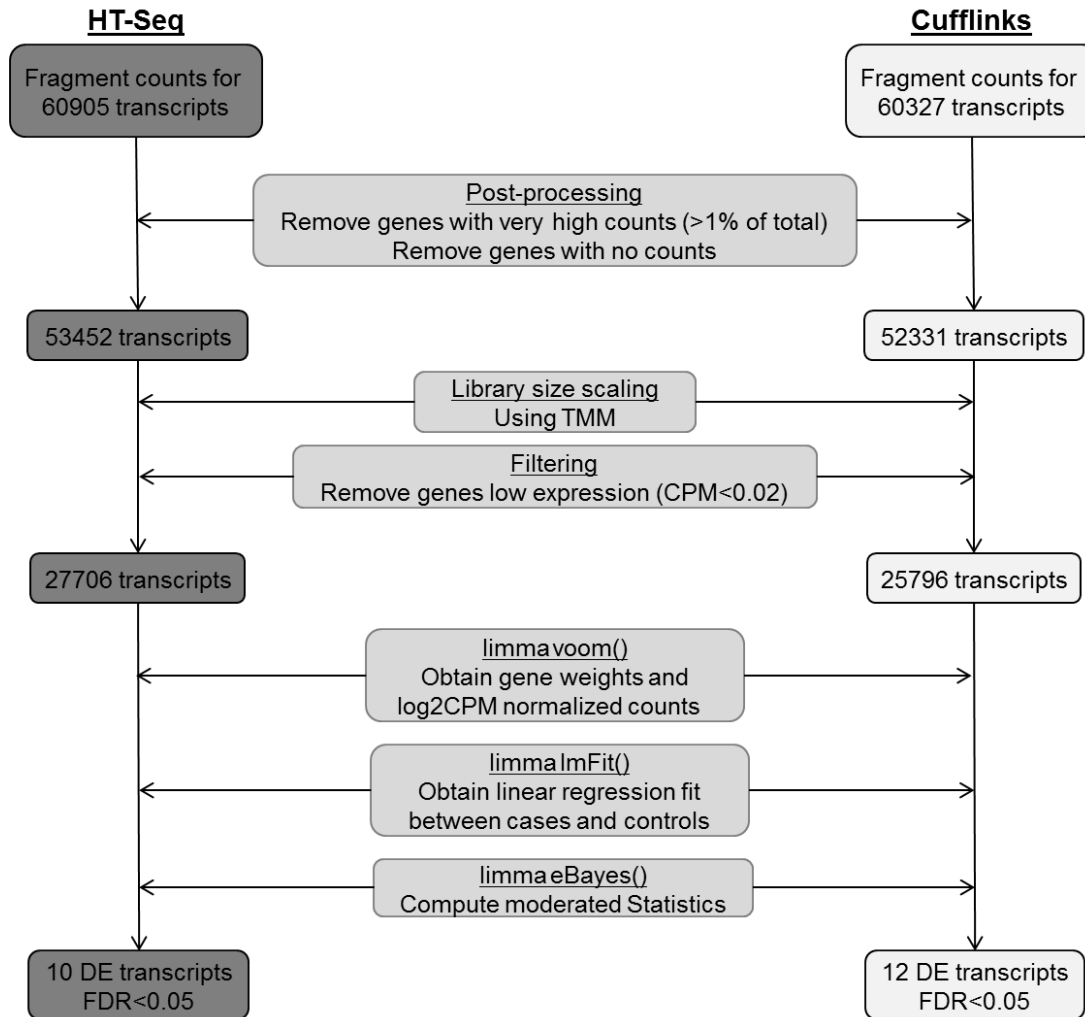 HT-Seq
Cufflinks
Fragment counts for
60905 transcripts
Fragment counts for
60327 transcripts
Post-processing
Remove genes with very high counts (>1% of total)
Remove genes with no counts
53452 transcripts
52331 transcripts
Library size scaling
Using TMM
Filtering
Remove genes low expression (CPM<0.02)
27706 transcripts
25796 transcripts
limma voom()
Obtain gene weights and
log2CPM normalized counts
limma lmFit()
Obtain linear regression fit
between cases and controls
limma eBayes()
Compute moderated Statistics
10 DE transcripts
FDR<0.05
12 DE transcripts
FDR<0.05